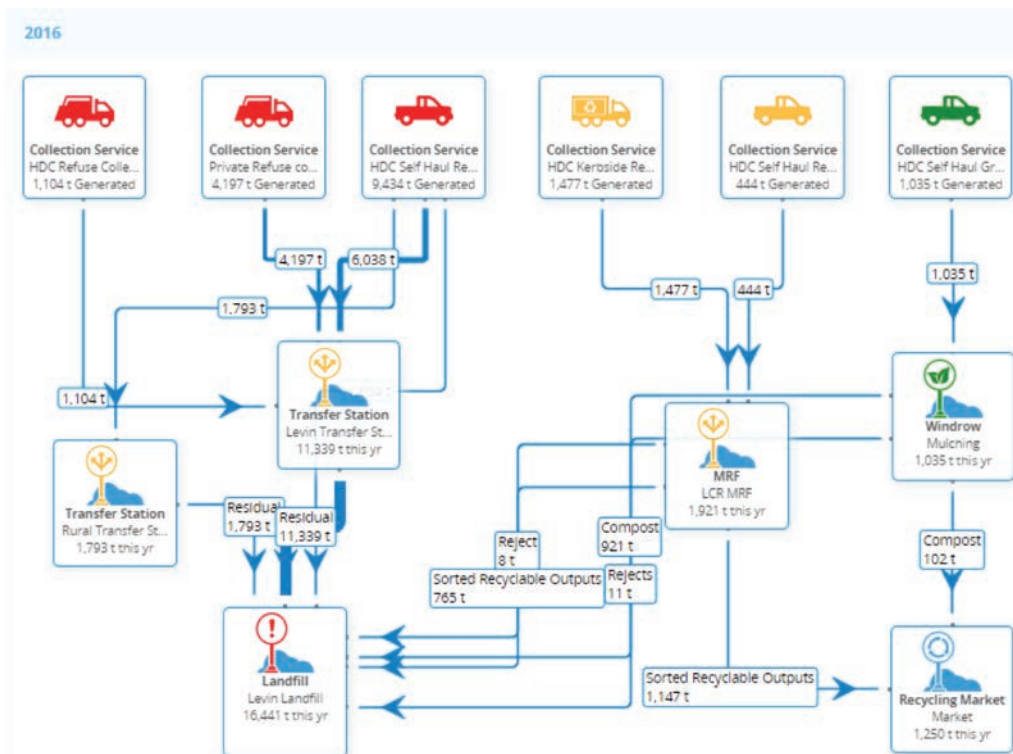 2016
Collection Service
HDC Refuse Colle...
1,104 t Generated
Collection Service
Private Refuse co...
4,197 t Generated
Collection Service
HDC Self Haul Re...
9,434 t Generated
Collection Service
HDC Kerbside Re...
1,477 t Generated
Collection Service
HDC Self Haul Re...
444 t Generated
Collection Service
HDC Self Haul Gr...
1,035 t Generated
4,197 t
6,038 t
1,793 t
1,477 t
444 t
1,035 t
1,104 t
Transfer Station
Levin Transfer St...
11,339 t this yr
Transfer Station
Rural Transfer St...
1,793 t this yr
MRF
LCR MRF
1,921 t this yr
Windrow
Mulching
1,035 t this yr
Residual
1,793 t
Residual
11,339 t
Reject
8 t
Compost
921 t
Sorted Recyclable Outputs
765 t
Rejects
11 t
Compost
102 t
Landfill
Levin Landfill
16,441 t this yr
Sorted Recyclable Outputs
1,147 t
Recycling Market
Market
1,250 t this yr